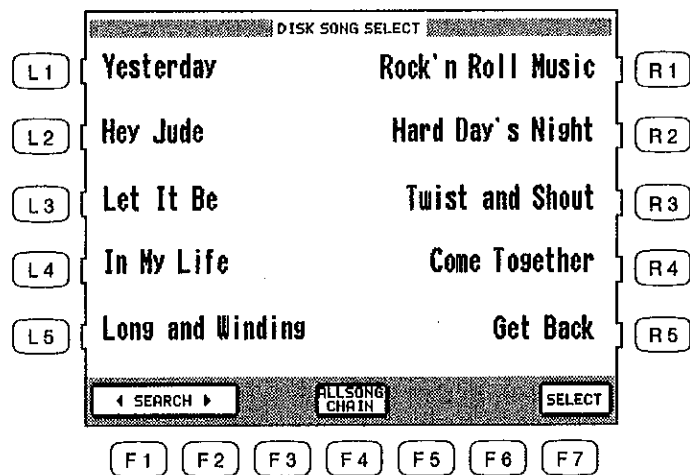 DISK SONG SELECT
L1 Yesterday Rock'n Roll Music R1
L2 Hey Jude Hard Day's Night R2
L3 Let It Be Twist and Shout R3
L4 In My Life Come Together R4
L5 Long and Winding Get Back R5
◀ SEARCH ▶ ALLSONG CHAIN SELECT
F1 F2 F3 F4 F5 F6 F7